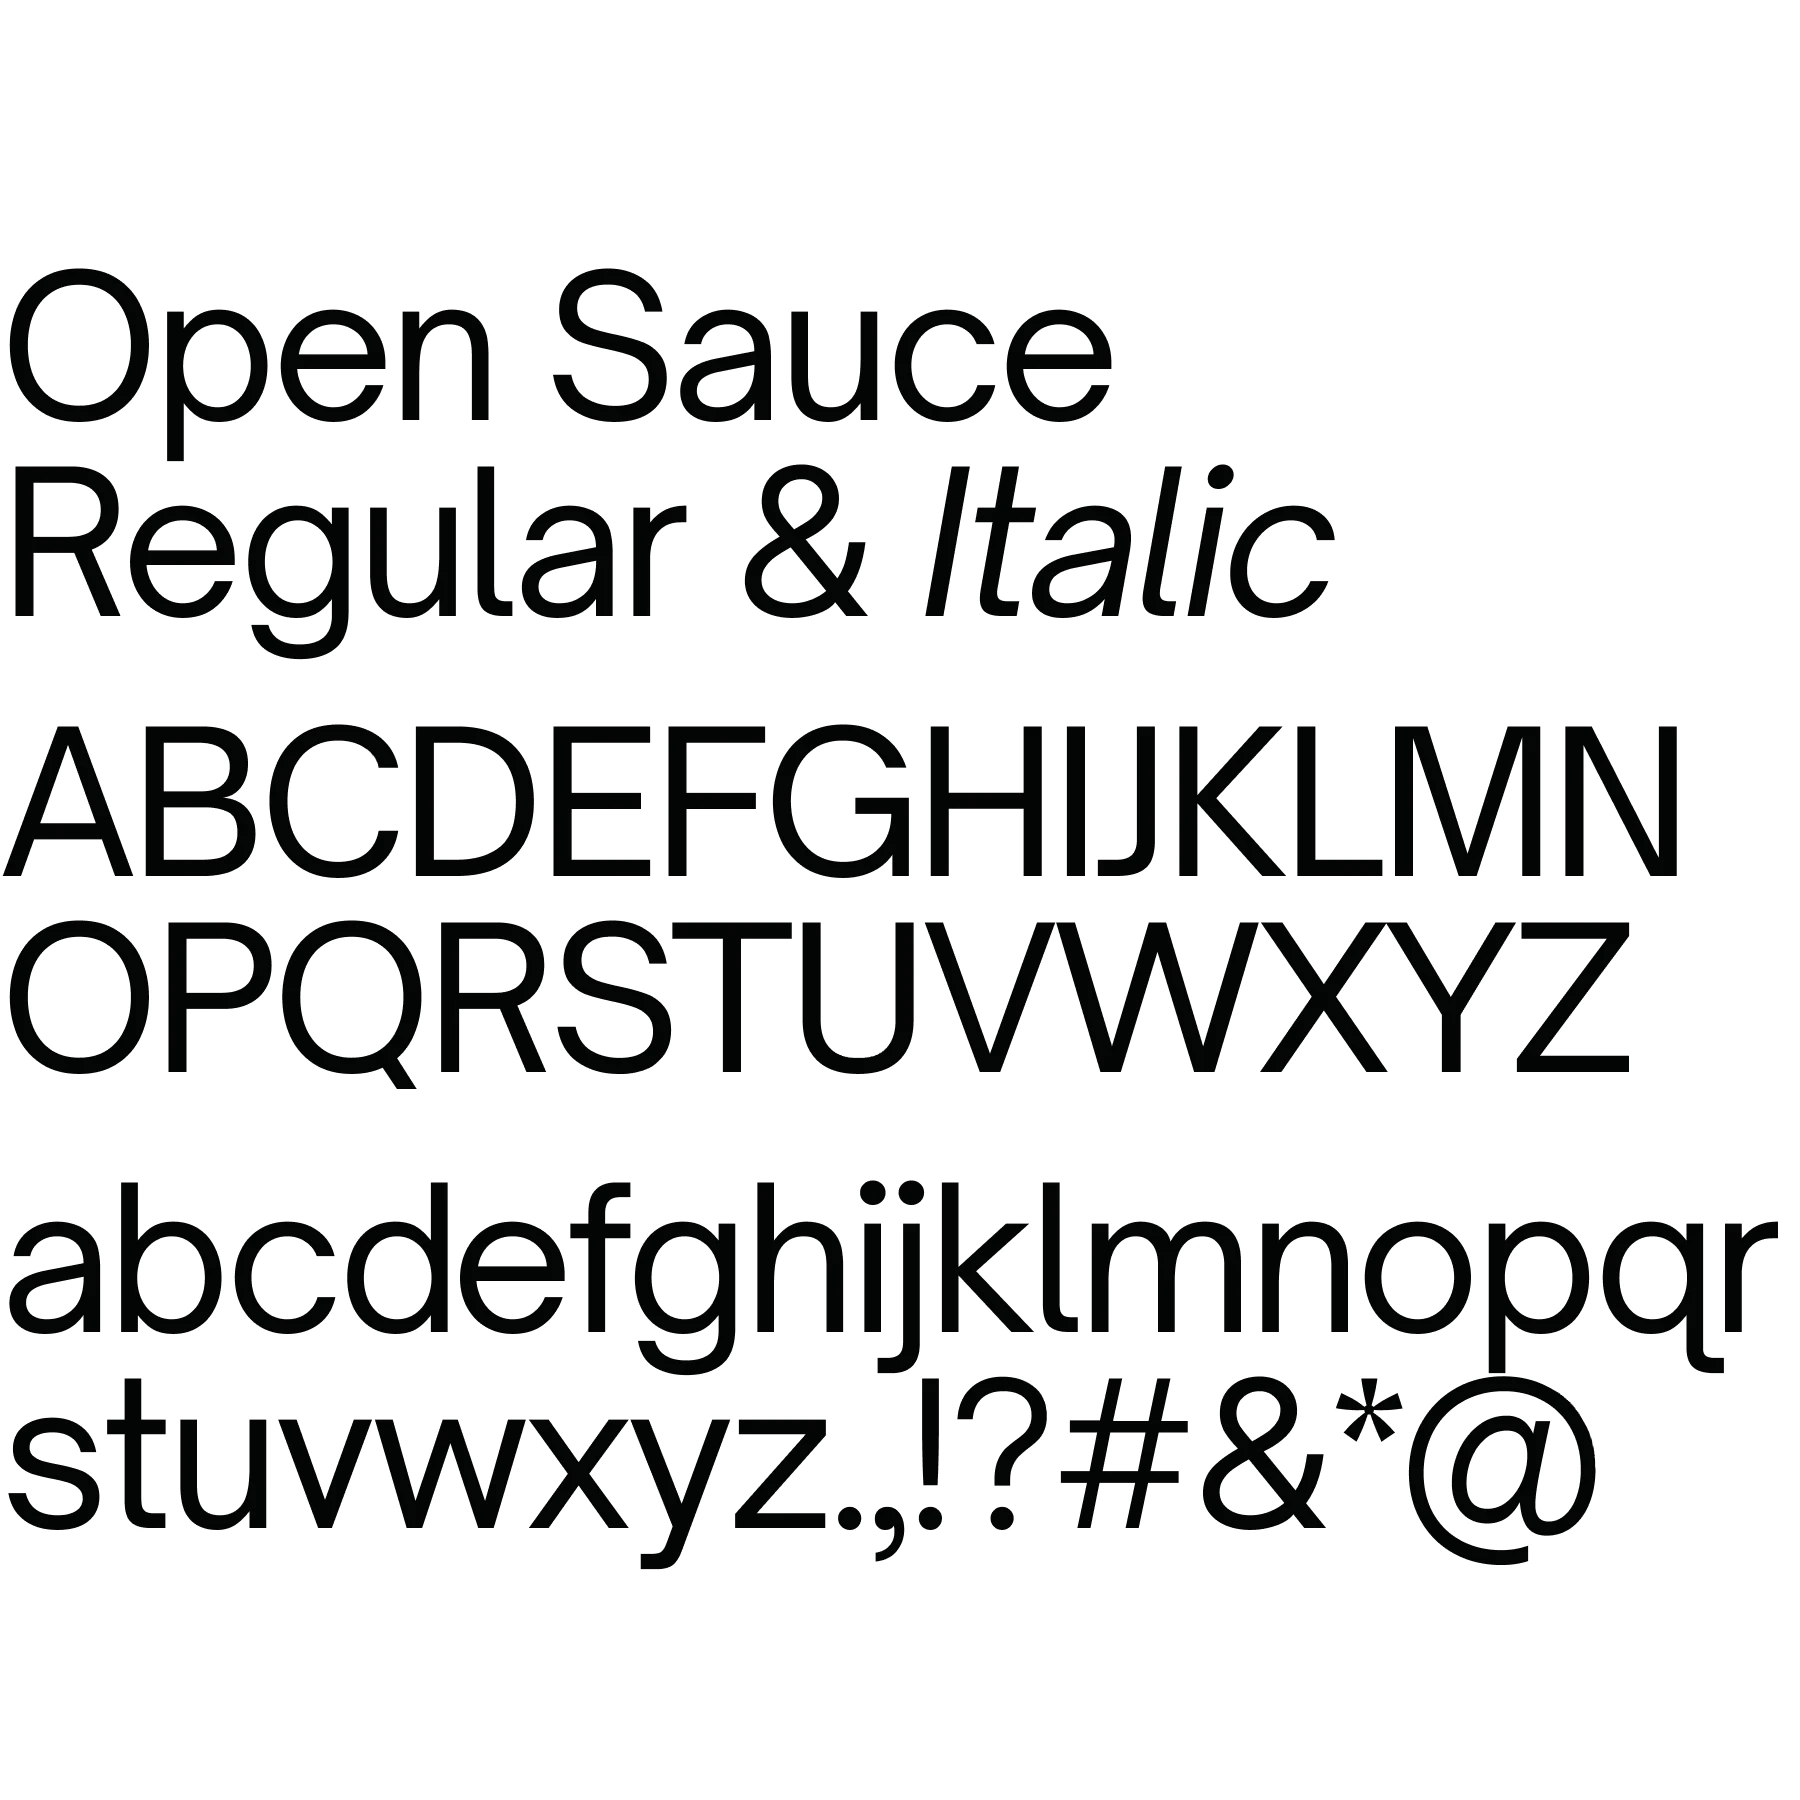 Open Sauce
Regular & Italic
ABCDEFGHIJKLMN
OPQRSTUVWXYZ
abcdefghijklmnopqr
stuvwxyz.,!?#&*@